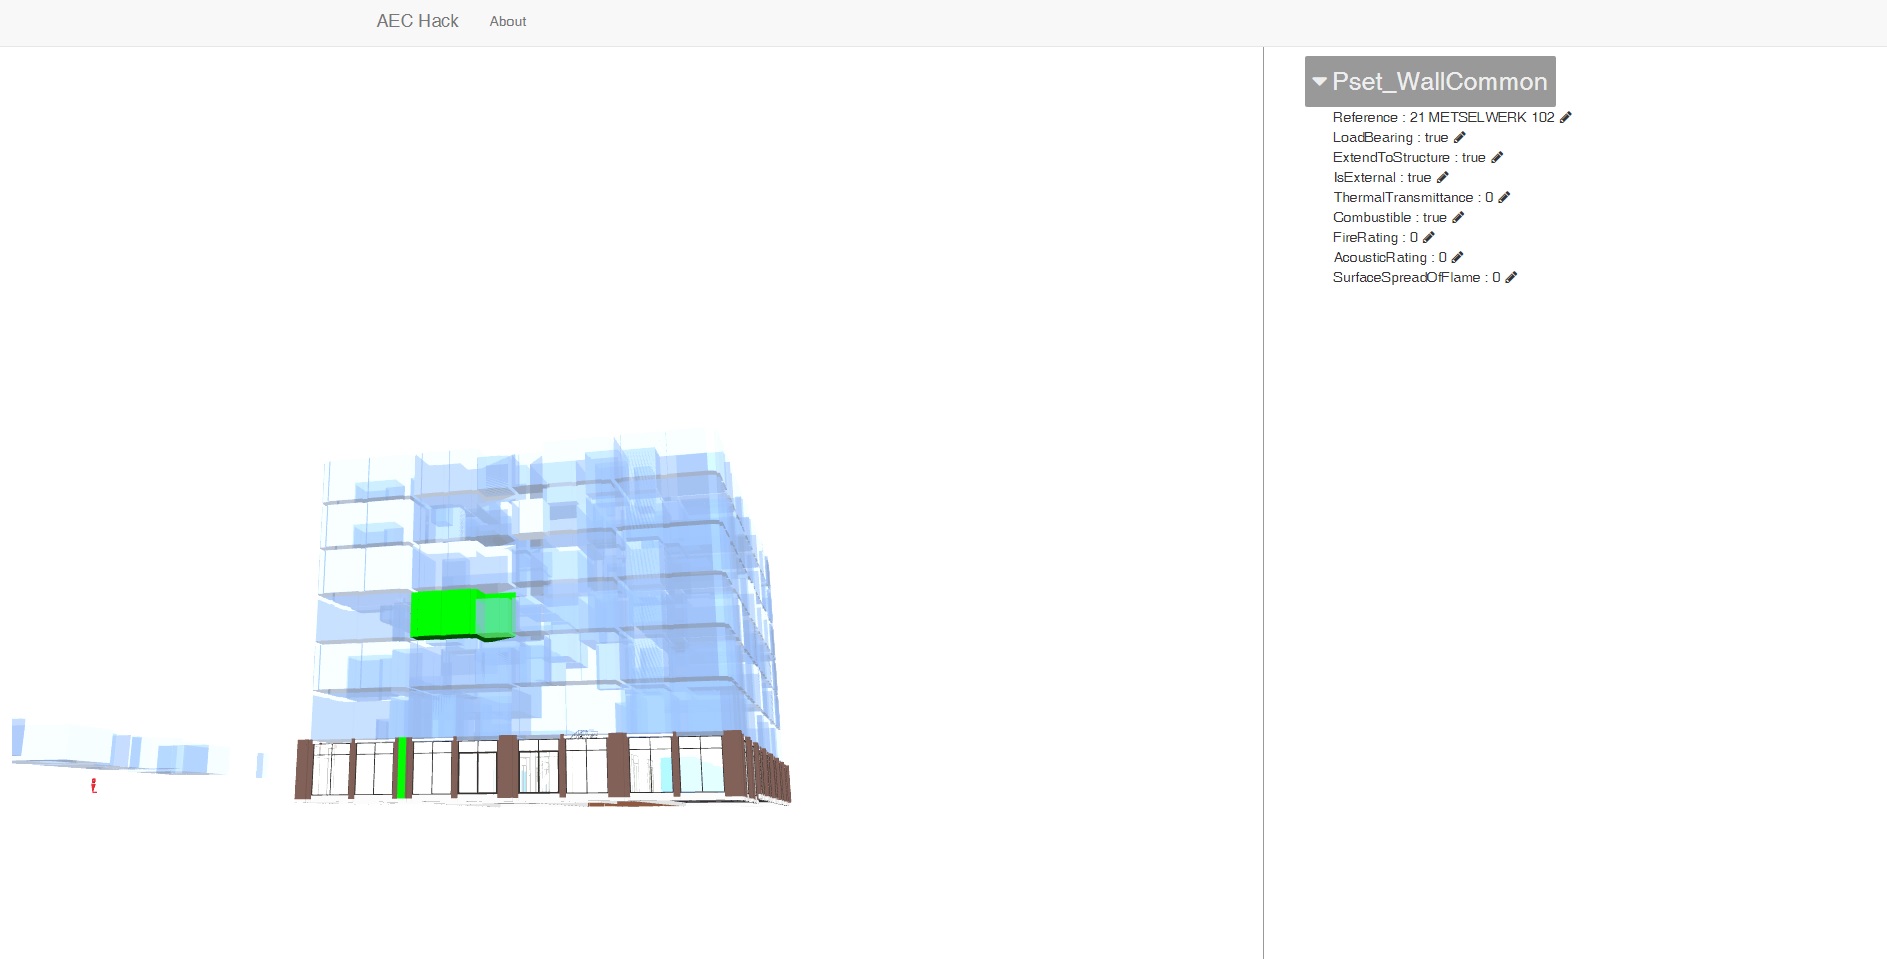 AEC Hack About
Pset_WallCommon
Reference : 21 METSELWERK 102
LoadBearing : true
ExtendToStructure : true
IsExternal : true
ThermalTransmittance : 0
Combustible : true
FireRating : 0
AcousticRating : 0
SurfaceSpreadOfFlame : 0